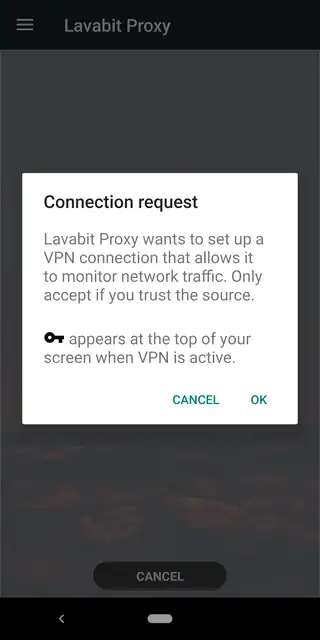 Lavabit Proxy
Connection request
Lavabit Proxy wants to set up a
VPN connection that allows it
to monitor network traffic. Only
accept if you trust the source.
appears at the top of your
screen when VPN is active.
CANCEL OK
CANCEL